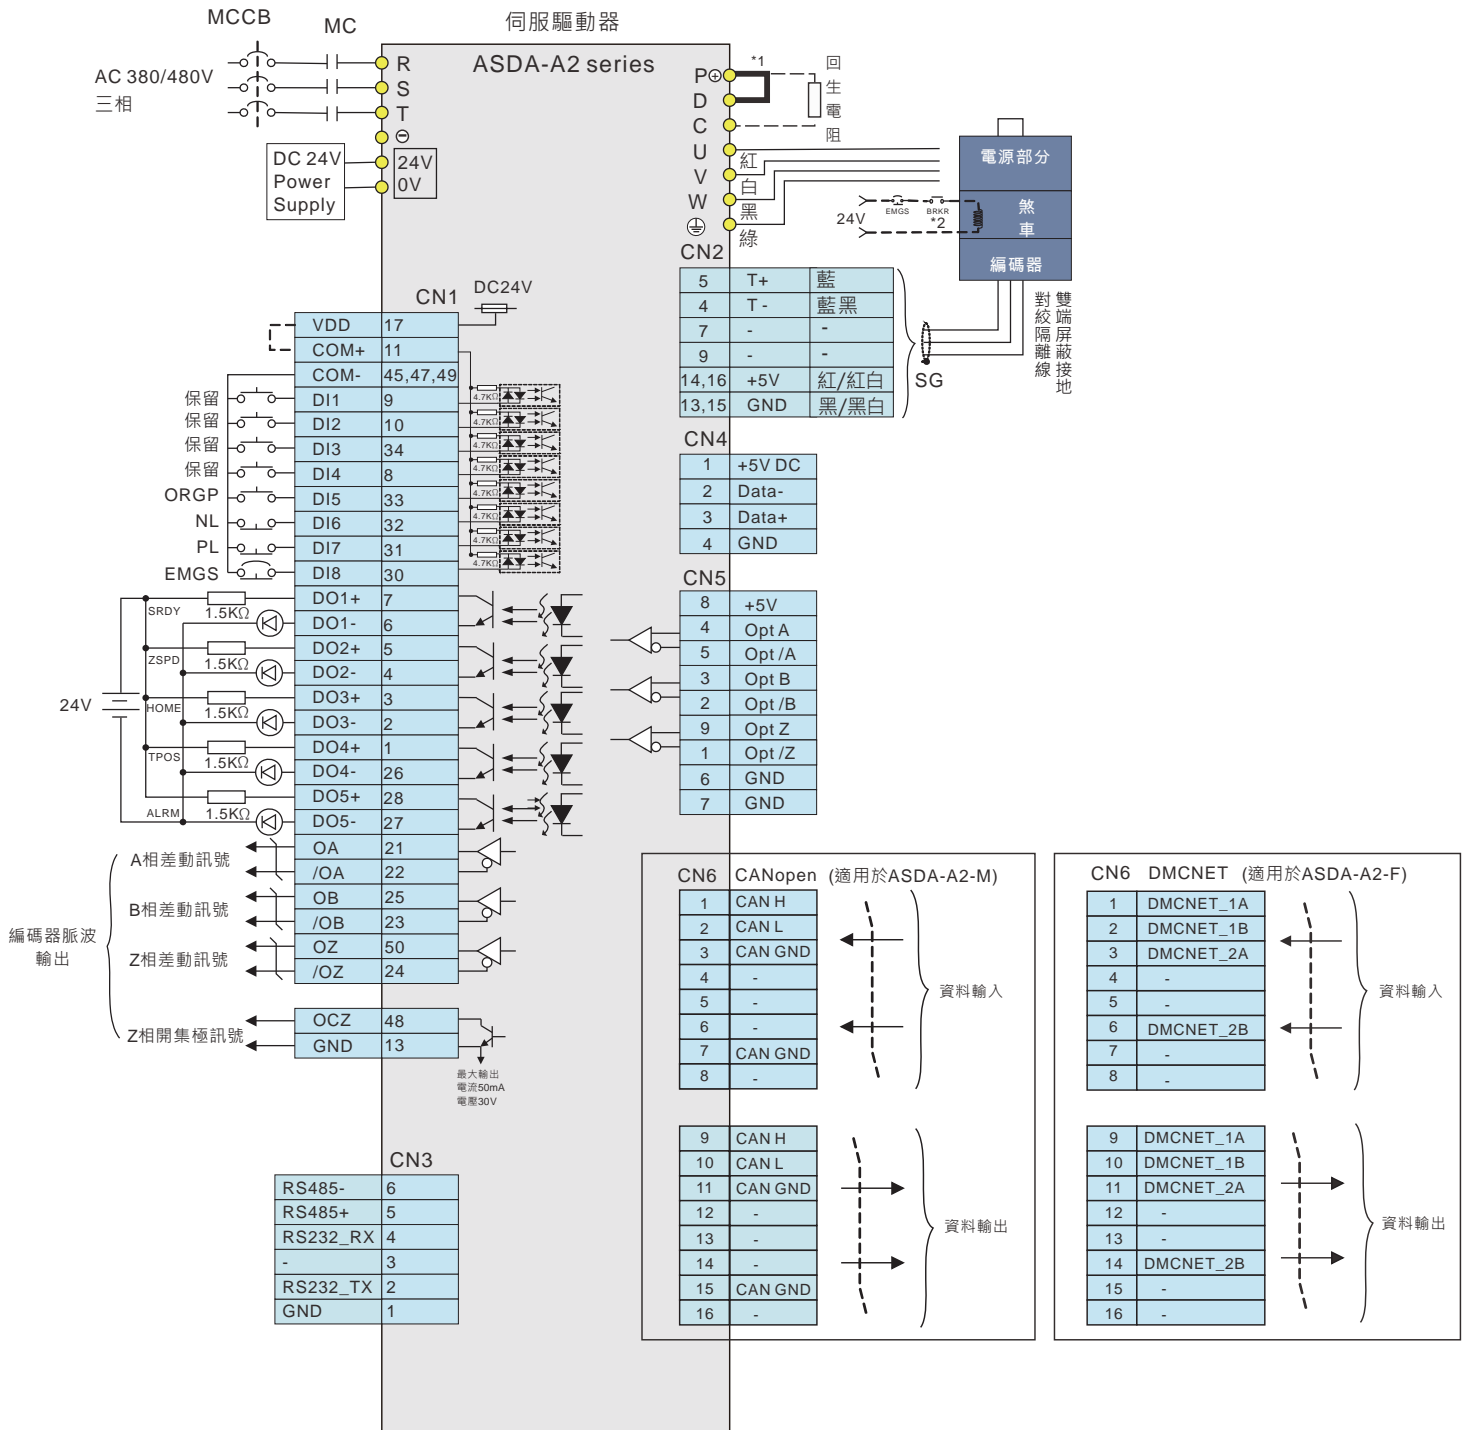 MCCB
MC
伺服驅動器
ASDA-A2 series
AC 380/480V
三相
R
S
T
⊖
DC 24V
Power
Supply
24V
0V
P⊕
D
C
U
V
W
*1
回生電阻
紅
白
黑
綠
電源部分
煞車
編碼器
24V
EMGS
BRKR
*2
CN2
5 T+ 藍
4 T - 藍黑
7 - -
9 - -
14,16 +5V 紅/紅白
13,15 GND 黑/黑白
SG
對絞隔離線
雙端屏蔽接地
CN1
DC24V
VDD 17
COM+ 11
COM- 45,47,49
保留 DI1 9 4.7KΩ
保留 DI2 10 4.7KΩ
保留 DI3 34 4.7KΩ
保留 DI4 8 4.7KΩ
ORGP DI5 33 4.7KΩ
NL DI6 32 4.7KΩ
PL DI7 31 4.7KΩ
EMGS DI8 30 4.7KΩ
24V
SRDY 1.5KΩ DO1+ 7
DO1- 6
ZSPD 1.5KΩ DO2+ 5
DO2- 4
HOME 1.5KΩ DO3+ 3
DO3- 2
TPOS 1.5KΩ DO4+ 1
DO4- 26
ALRM 1.5KΩ DO5+ 28
DO5- 27
編碼器脈波
輸出
A相差動訊號
OA 21
/OA 22
B相差動訊號
OB 25
/OB 23
Z相差動訊號
OZ 50
/OZ 24
Z相開集極訊號
OCZ 48
GND 13
最大輸出
電流50mA
電壓30V
CN3
RS485- 6
RS485+ 5
RS232_RX 4
- 3
RS232_TX 2
GND 1
CN4
1 +5V DC
2 Data-
3 Data+
4 GND
CN5
8 +5V
4 Opt A
5 Opt /A
3 Opt B
2 Opt /B
9 Opt Z
1 Opt /Z
6 GND
7 GND
CN6 CANopen (適用於ASDA-A2-M)
1 CAN H
2 CAN L
3 CAN GND
4 -
5 -
6 -
7 CAN GND
8 -
資料輸入
9 CAN H
10 CAN L
11 CAN GND
12 -
13 -
14 -
15 CAN GND
16 -
資料輸出
CN6 DMCNET (適用於ASDA-A2-F)
1 DMCNET_1A
2 DMCNET_1B
3 DMCNET_2A
4 -
5 -
6 DMCNET_2B
7 -
8 -
資料輸入
9 DMCNET_1A
10 DMCNET_1B
11 DMCNET_2A
12 -
13 -
14 DMCNET_2B
15 -
16 -
資料輸出